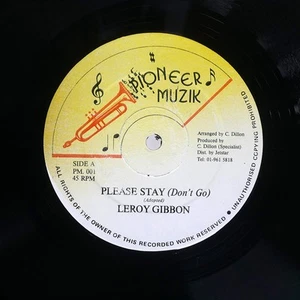 PIONEER
MUZIK
SIDE A
PM. 001
45 RPM
Arranged by C. Dillon
Produced by
C. Dillon (Specialist)
Dist. by Jetstar
Tel: 01-961 5818
PLEASE STAY (Don't Go)
(Adopted)
LEROY GIBBON
ALL RIGHTS OF THE OWNER OF THIS RECORDED WORK RESERVED. • UNAUTHORISED COPYING PROHIBITED